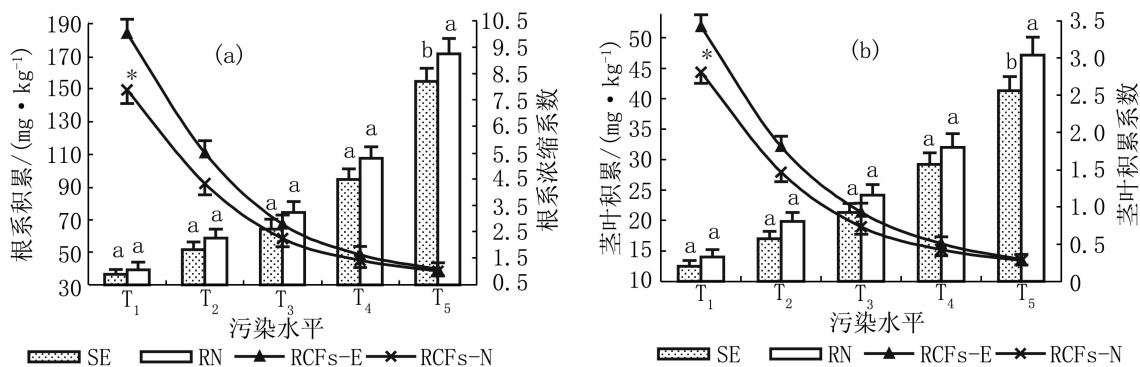 190
170
150
130
110
90
70
50
30
根系积累/(mg·kg⁻¹)
(a)
*
a a a a a a a a b a
10.5
9.5
8.5
7.5
6.5
5.5
4.5
3.5
2.5
1.5
0.5
根系浓缩系数
T₁ T₂ T₃ T₄ T₅
污染水平
SE RN RCFs-E RCFs-N
50
45
40
35
30
25
20
15
10
茎叶积累/(mg·kg⁻¹)
(b)
*
a a a a a a a a b a
3.5
3.0
2.5
2.0
1.5
1.0
0.5
0
茎叶积累系数
T₁ T₂ T₃ T₄ T₅
污染水平
SE RN RCFs-E RCFs-N